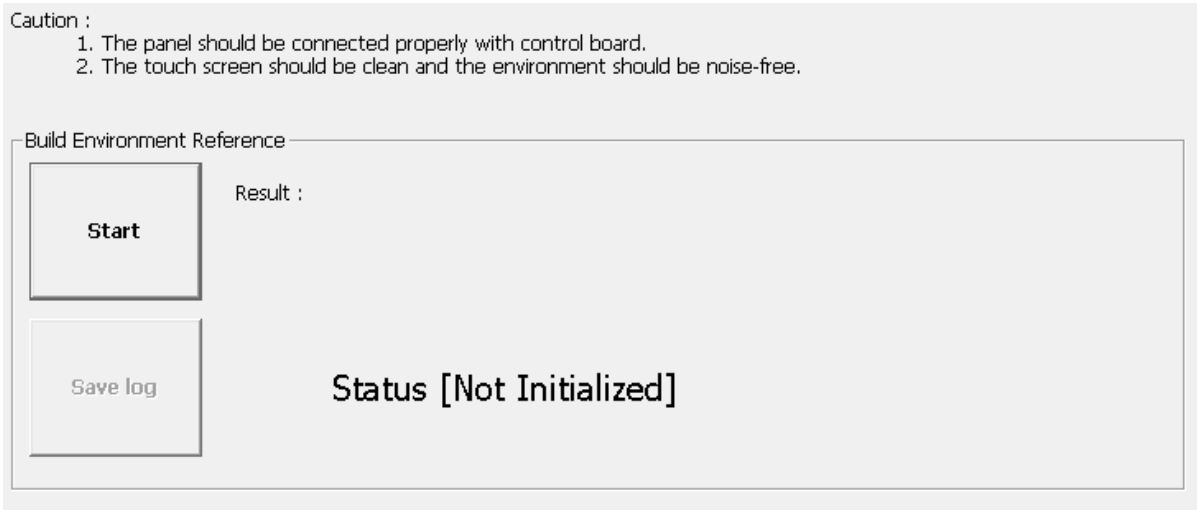 Caution :
1. The panel should be connected properly with control board.
2. The touch screen should be clean and the environment should be noise-free.
Build Environment Reference
Start
Result :
Save log
Status [Not Initialized]